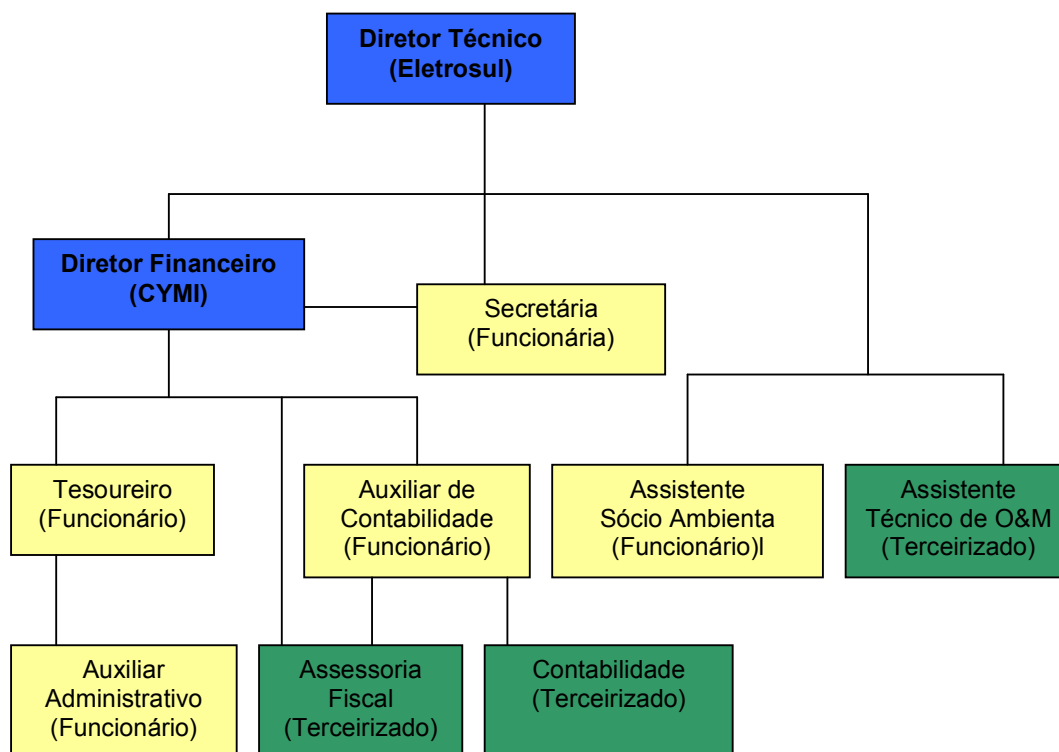 Diretor Técnico
(Eletrosul)
Diretor Financeiro
(CYMI)
Secretária
(Funcionária)
Tesoureiro
(Funcionário)
Auxiliar de
Contabilidade
(Funcionário)
Assistente
Sócio Ambienta
(Funcionário)l
Assistente
Técnico de O&M
(Terceirizado)
Auxiliar
Administrativo
(Funcionário)
Assessoria
Fiscal
(Terceirizado)
Contabilidade
(Terceirizado)